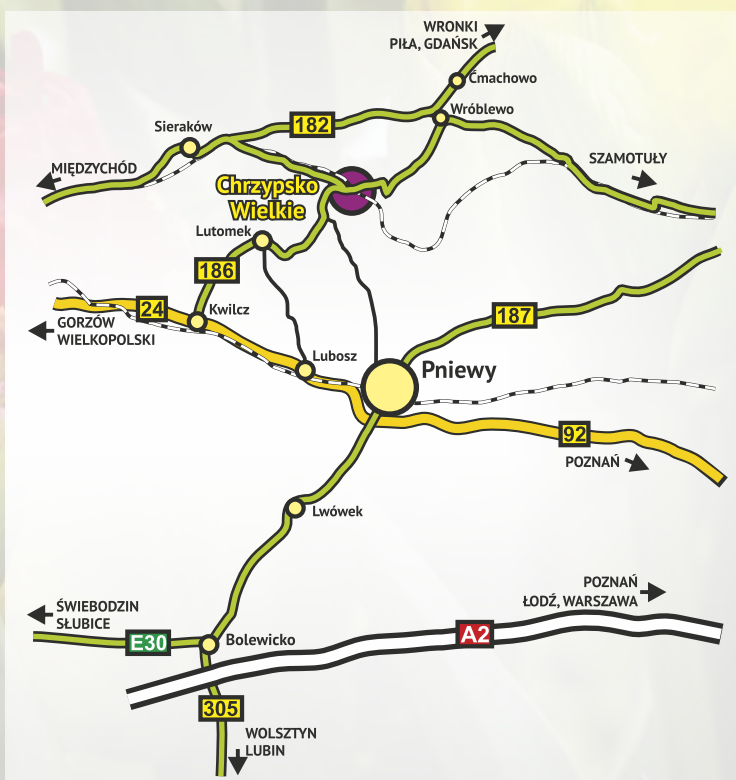 WRONKI
PIŁA, GDAŃSK
Ćmachowo
Wróblewo
182
Sieraków
SZAMOTUŁY
MIĘDZYCHÓD
Chrzypsko
Wielkie
Lutomek
186
24
Kwilcz
187
GORZÓW
WIELKOPOLSKI
Lubosz
Pniewy
92
POZNAŃ
Lwówek
POZNAŃ
ŁODŹ, WARSZAWA
ŚWIEBODZIN
SŁUBICE
E30
Bolewicko
A2
305
WOLSZTYN
LUBIN